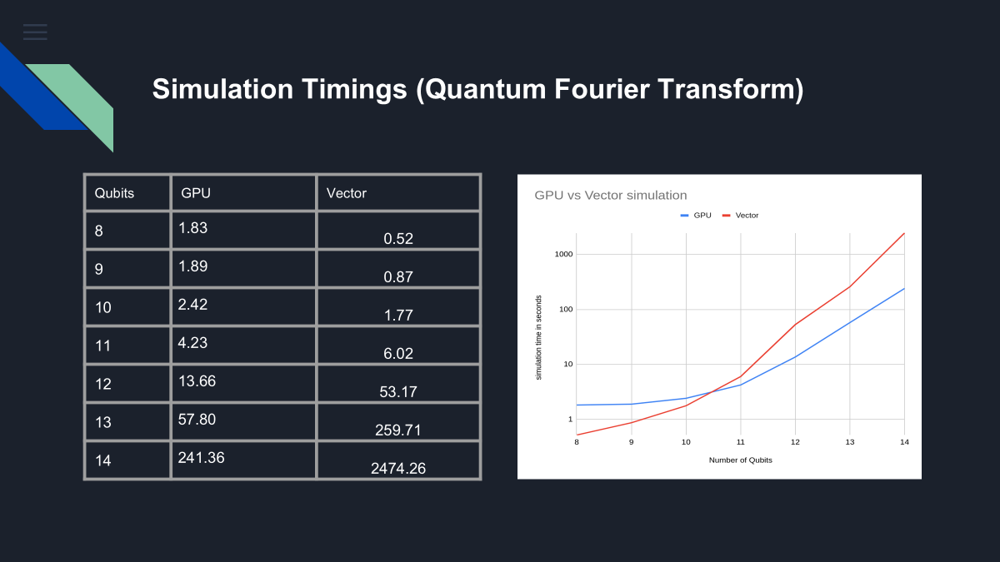 Simulation Timings (Quantum Fourier Transform)
Qubits GPU Vector
8 1.83 0.52
9 1.89 0.87
10 2.42 1.77
11 4.23 6.02
12 13.66 53.17
13 57.80 259.71
14 241.36 2474.26
GPU vs Vector simulation
GPU Vector
simulation time in seconds
1000
100
10
1
8 9 10 11 12 13 14
Number of Qubits